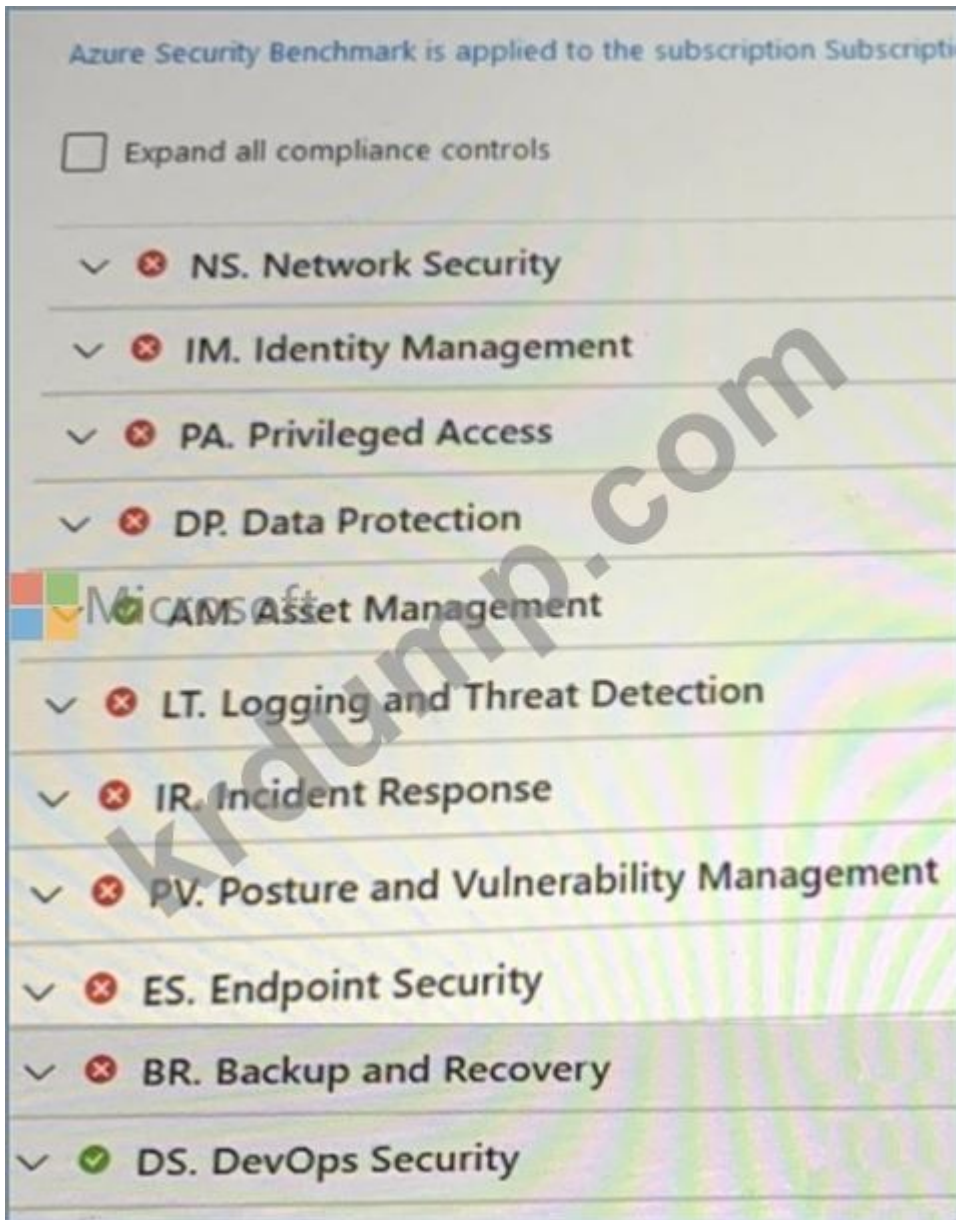 Azure Security Benchmark is applied to the subscription Subscripti
Expand all compliance controls
NS. Network Security
IM. Identity Management
PA. Privileged Access
DP. Data Protection
Microsoft
AM. Asset Management
LT. Logging and Threat Detection
IR. Incident Response
PV. Posture and Vulnerability Management
ES. Endpoint Security
BR. Backup and Recovery
DS. DevOps Security
krdump.com